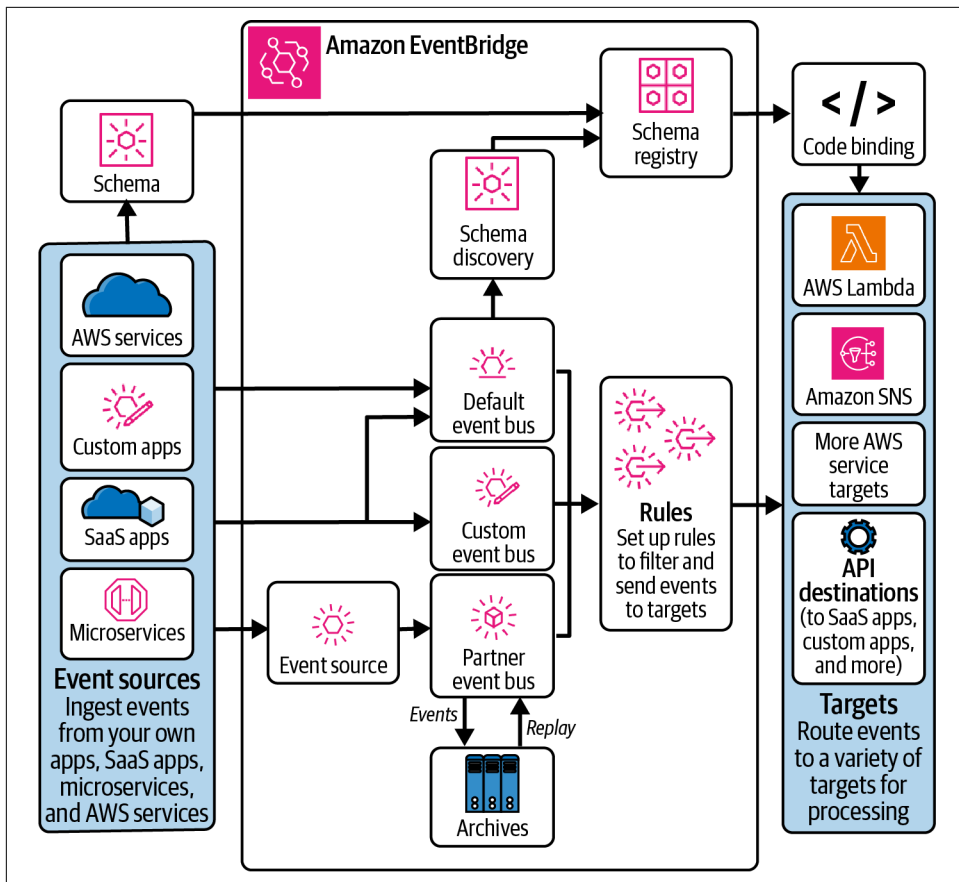 Amazon EventBridge
Schema
Schema
registry
</>
Code binding
Schema
discovery
AWS services
Custom apps
SaaS apps
Microservices
Event sources
Ingest events
from your own
apps, SaaS apps,
microservices,
and AWS services
Default
event bus
Custom
event bus
Event source
Partner
event bus
Events
Replay
Archives
Rules
Set up rules
to filter and
send events
to targets
AWS Lambda
Amazon SNS
More AWS
service
targets
API
destinations
(to SaaS apps,
custom apps,
and more)
Targets
Route events
to a variety of
targets for
processing